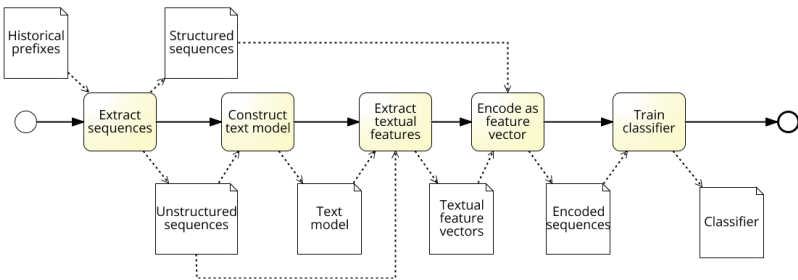 Historical
prefixes
Structured
sequences
Extract
sequences
Construct
text model
Extract
textual
features
Encode as
feature
vector
Train
classifier
Unstructured
sequences
Text
model
Textual
feature
vectors
Encoded
sequences
Classifier